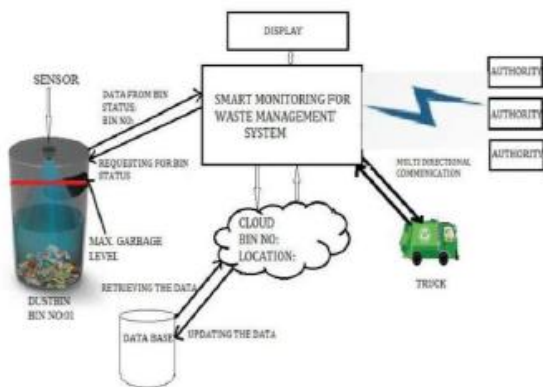 DISPLAY
SENSOR
DATA FROM BIN
STATUS:
BIN NO:
SMART MONITORING FOR
WASTE MANAGEMENT
SYSTEM
AUTHORITY
AUTHORITY
AUTHORITY
REQUESTING FOR BIN
STATUS
MULTI DIRECTIONAL
COMMUNICATION
MAX. GARBAGE
LEVEL
CLOUD
BIN NO:
LOCATION:
DUSTBIN
BIN NO:01
RETRIEVING THE DATA
TRUCK
DATA BASE
UPDATING THE DATA